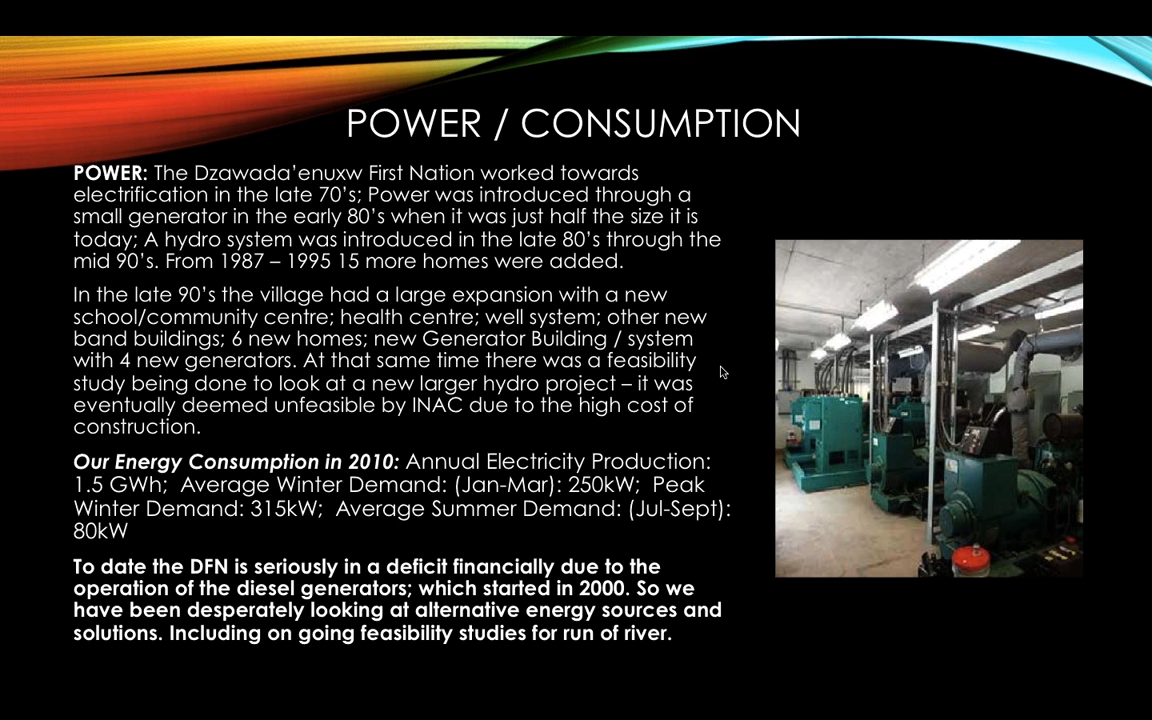 POWER / CONSUMPTION
POWER: The Dzawada'enuxw First Nation worked towards
electrification in the late 70's; Power was introduced through a
small generator in the early 80's when it was just half the size it is
today; A hydro system was introduced in the late 80's through the
mid 90's. From 1987 – 1995 15 more homes were added.
In the late 90's the village had a large expansion with a new
school/community centre; health centre; well system; other new
band buildings; 6 new homes; new Generator Building / system
with 4 new generators. At that same time there was a feasibility
study being done to look at a new larger hydro project – it was
eventually deemed unfeasible by INAC due to the high cost of
construction.
Our Energy Consumption in 2010: Annual Electricity Production:
1.5 GWh;  Average Winter Demand: (Jan-Mar): 250kW;  Peak
Winter Demand: 315kW;  Average Summer Demand: (Jul-Sept):
80kW
To date the DFN is seriously in a deficit financially due to the
operation of the diesel generators; which started in 2000. So we
have been desperately looking at alternative energy sources and
solutions. Including on going feasibility studies for run of river.